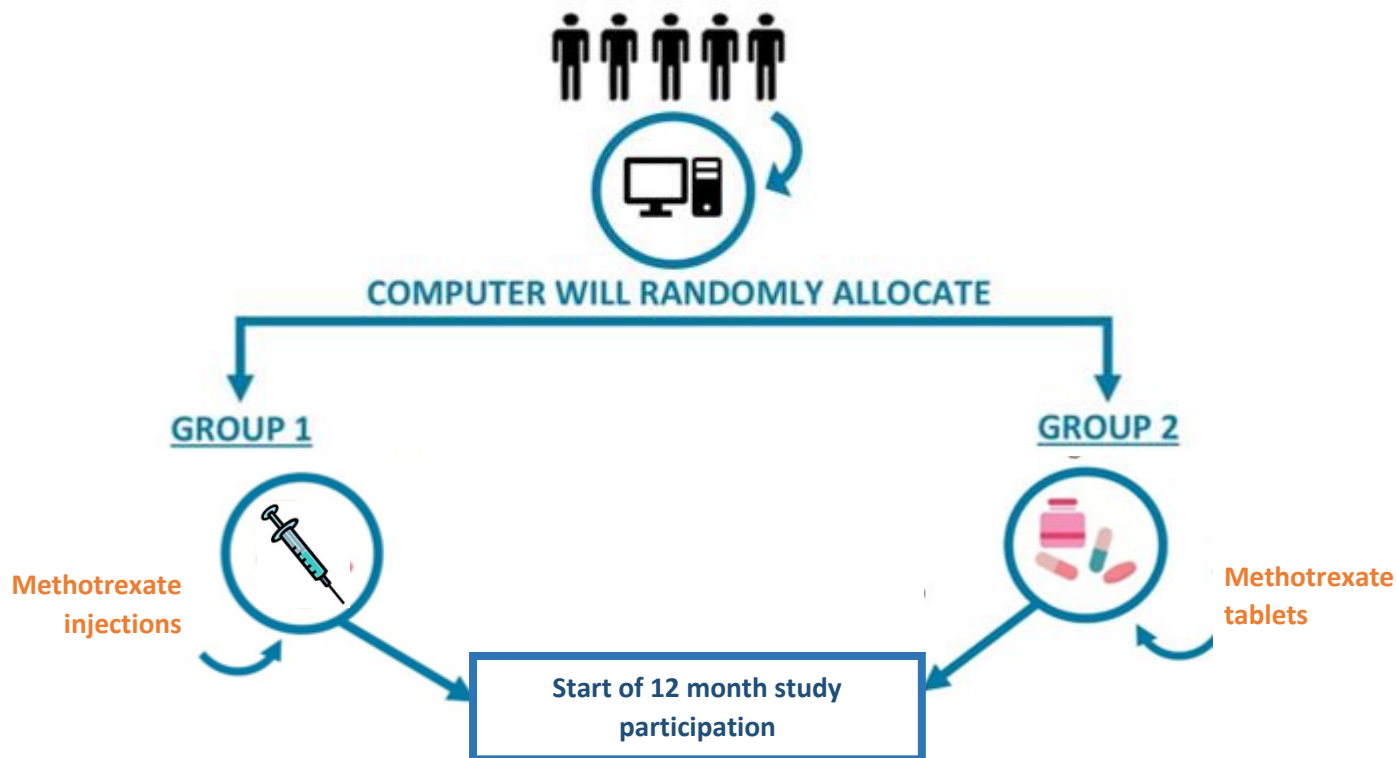 COMPUTER WILL RANDOMLY ALLOCATE
GROUP 1
GROUP 2
Methotrexate
injections
Methotrexate
tablets
Start of 12 month study
participation